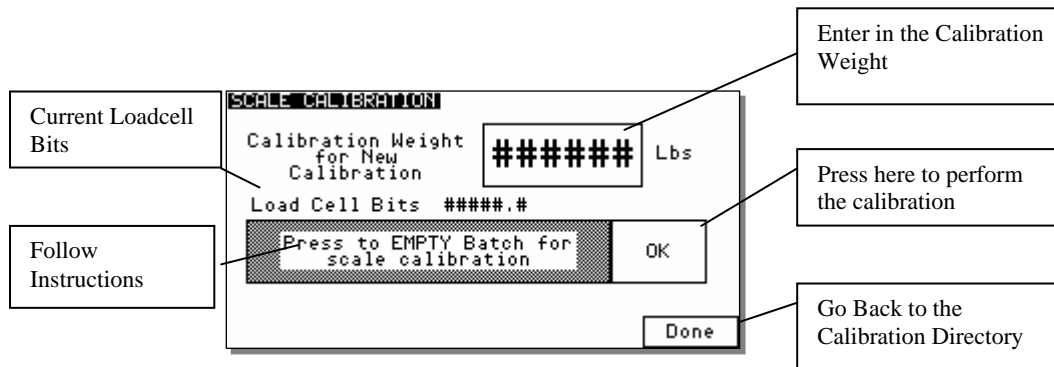 Enter in the Calibration
Weight
SCALE CALIBRATION
Current Loadcell
Bits
Calibration Weight
for New
Calibration
######
Lbs
Press here to perform
the calibration
Load Cell Bits #####.#
Follow
Instructions
Press to EMPTY Batch for
scale calibration
OK
Go Back to the
Calibration Directory
Done